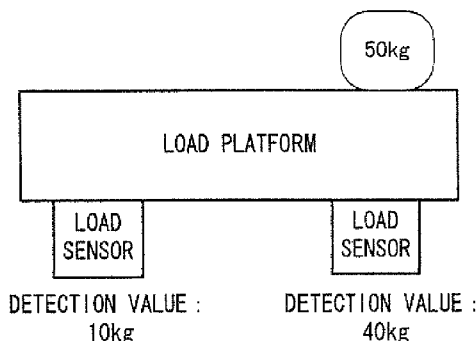 50kg
LOAD PLATFORM
LOAD
SENSOR
LOAD
SENSOR
DETECTION VALUE :
10kg
DETECTION VALUE :
40kg